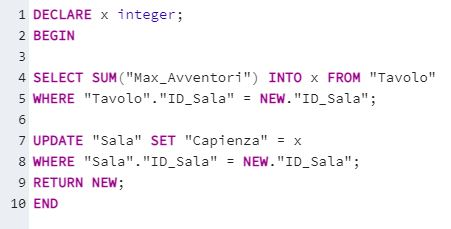 1 DECLARE x integer;
2 BEGIN
3
4 SELECT SUM("Max_Avventori") INTO x FROM "Tavolo"
5 WHERE "Tavolo"."ID_Sala" = NEW."ID_Sala";
6
7 UPDATE "Sala" SET "Capienza" = x
8 WHERE "Sala"."ID_Sala" = NEW."ID_Sala";
9 RETURN NEW;
10 END